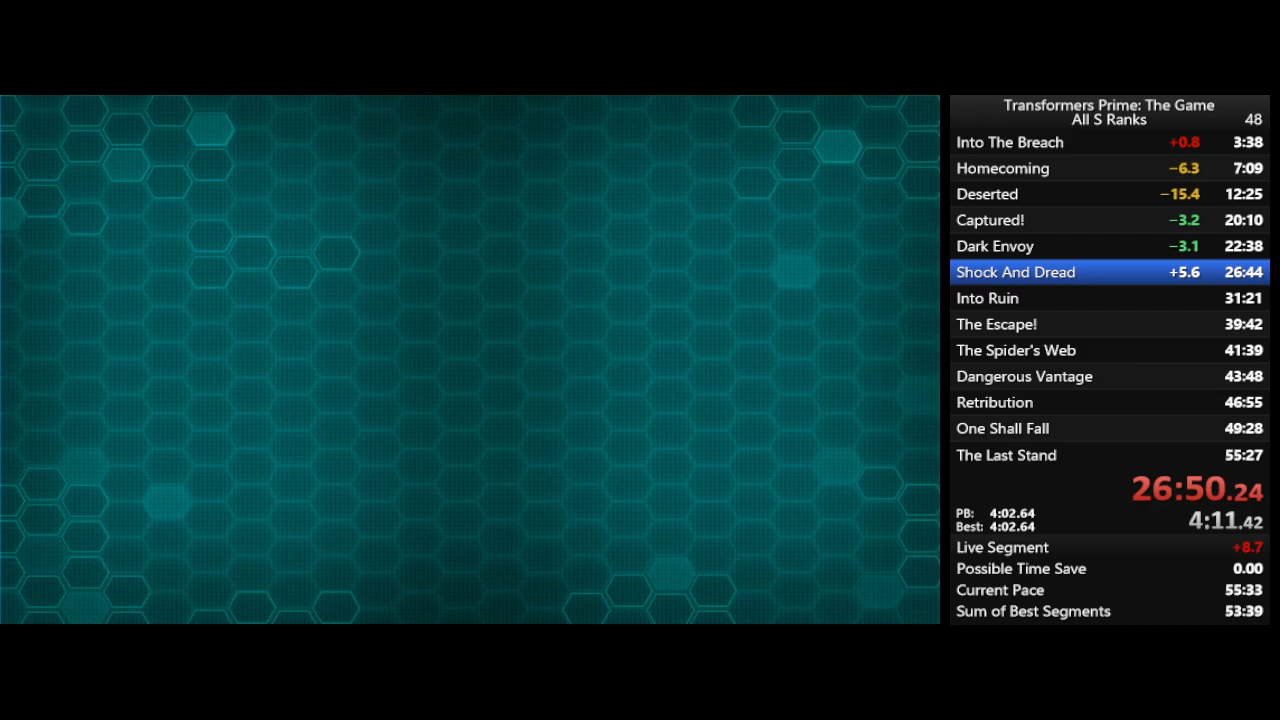 Transformers Prime: The Game
All S Ranks 48
Into The Breach +0.8 3:38
Homecoming −6.3 7:09
Deserted −15.4 12:25
Captured! −3.2 20:10
Dark Envoy −3.1 22:38
Shock And Dread +5.6 26:44
Into Ruin 31:21
The Escape! 39:42
The Spider's Web 41:39
Dangerous Vantage 43:48
Retribution 46:55
One Shall Fall 49:28
The Last Stand 55:27
26:50.24
PB: 4:02.64
Best: 4:02.64
4:11.42
Live Segment +8.7
Possible Time Save 0.00
Current Pace 55:33
Sum of Best Segments 53:39